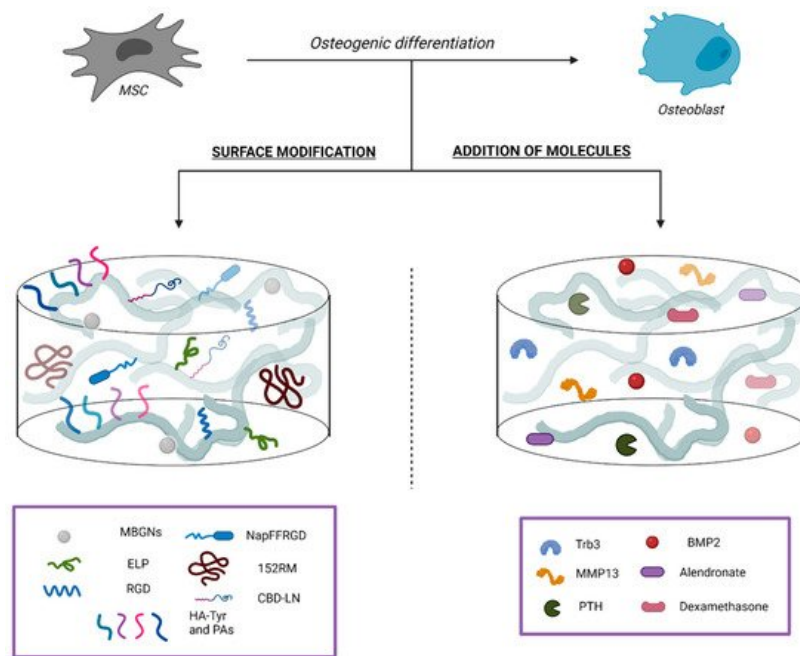 Osteogenic differentiation
MSC
Osteoblast
SURFACE MODIFICATION
ADDITION OF MOLECULES
MBGNs
NapFFRGD
ELP
152RM
RGD
CBD-LN
HA-Tyr
and PAs
Trb3
BMP2
MMP13
Alendronate
PTH
Dexamethasone